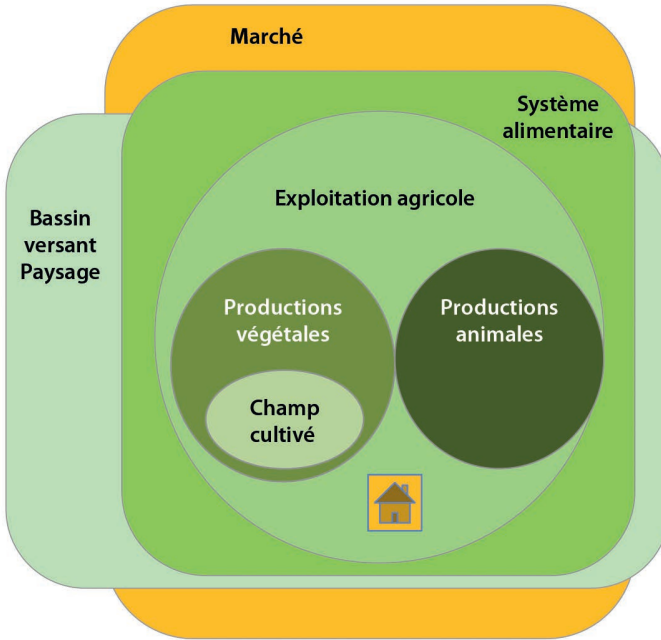 Marché
Système
alimentaire
Exploitation agricole
Bassin
versant
Paysage
Productions
végétales
Productions
animales
Champ
cultivé